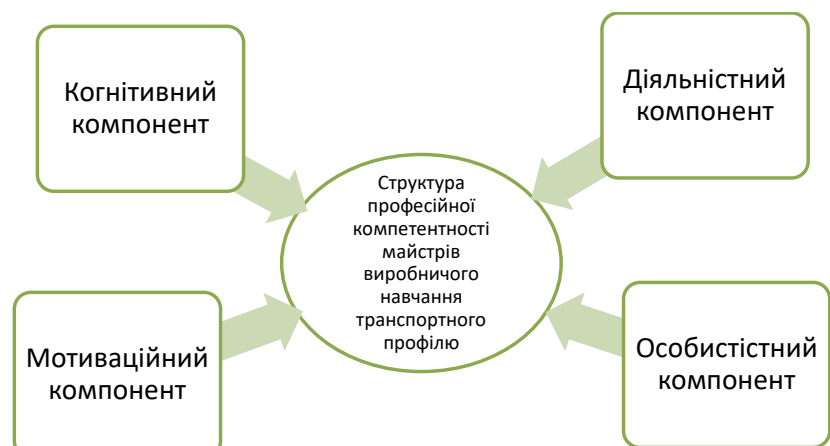 Когнітивний
компонент
Діяльністний
компонент
Структура
професійної
компетентності
майстрів
виробничого
навчання
транспортного
профілю
Мотиваційний
компонент
Особистістний
компонент